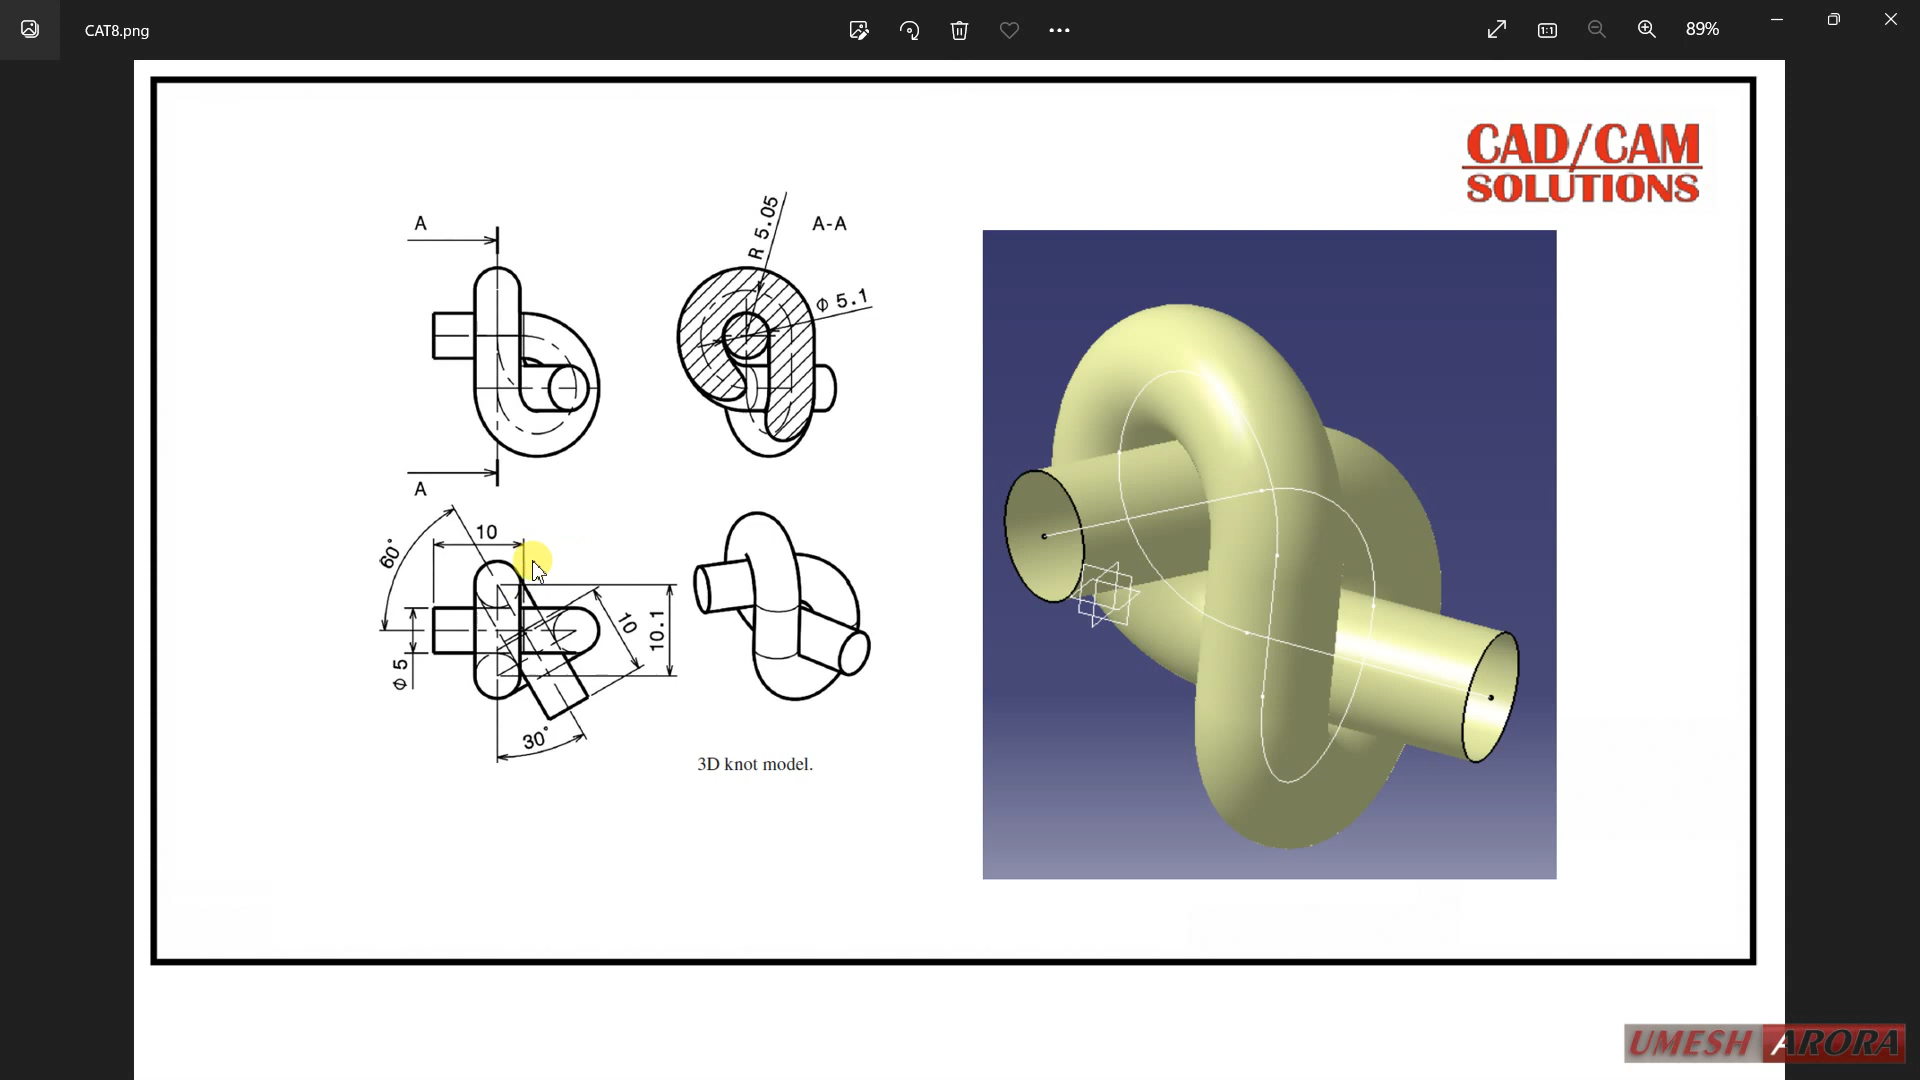 CAT8.png
89%
CAD/CAM
SOLUTIONS
A
A-A
R 5.05
Φ 5.1
A
60°
10
10
10.1
Φ 5
30°
3D knot model.
UMESH ARORA